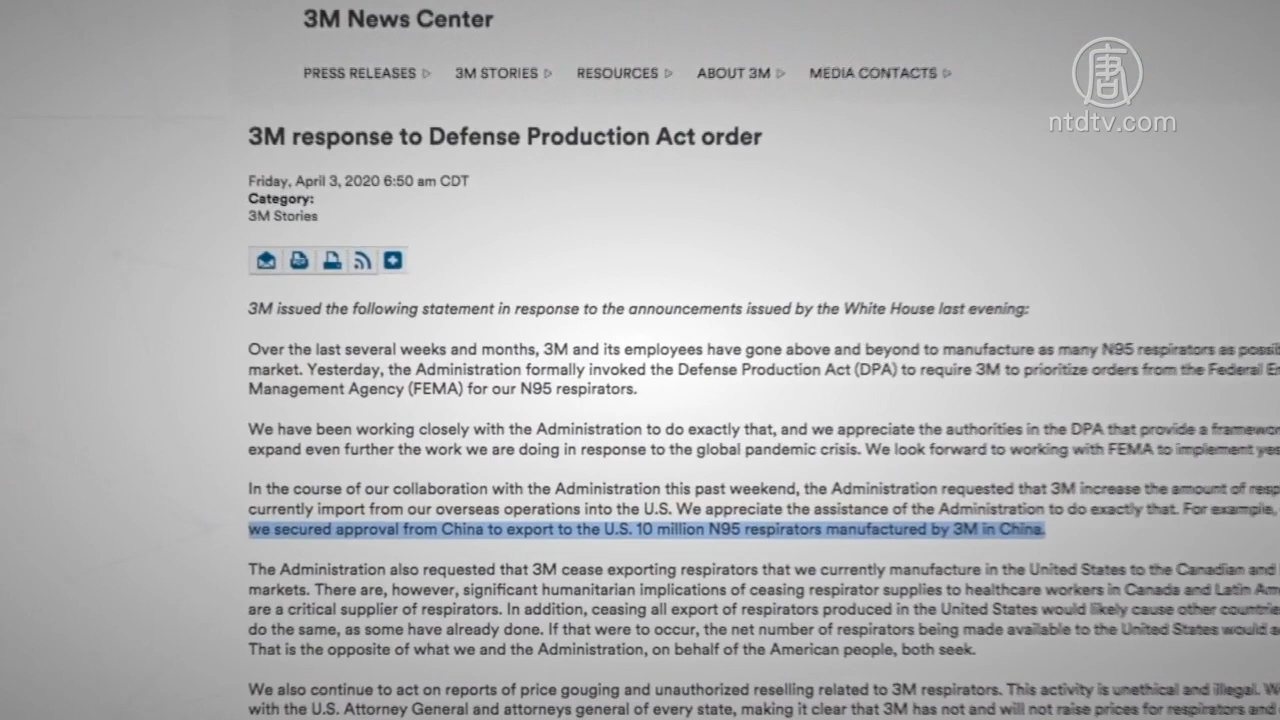 3M News Center
唐
ntdtv.com
PRESS RELEASES
3M STORIES
RESOURCES
ABOUT 3M
MEDIA CONTACTS
3M response to Defense Production Act order
Friday, April 3, 2020 6:50 am CDT
Category:
3M Stories
3M issued the following statement in response to the announcements issued by the White House last evening:
Over the last several weeks and months, 3M and its employees have gone above and beyond to manufacture as many N95 respirators as
market. Yesterday, the Administration formally invoked the Defense Production Act (DPA) to require 3M to prioritize orders from the Federal
Management Agency (FEMA) for our N95 respirators.
We have been working closely with the Administration to do exactly that, and we appreciate the authorities in the DPA that provide a
expand even further the work we are doing in response to the global pandemic crisis. We look forward to working with FEMA to implement
In the course of our collaboration with the Administration this past weekend, the Administration requested that 3M increase the amount of
currently import from our overseas operations into the U.S. We appreciate the assistance of the Administration to do exactly that. For example,
we secured approval from China to export to the U.S. 10 million N95 respirators manufactured by 3M in China.
The Administration also requested that 3M cease exporting respirators that we currently manufacture in the United States to the Canadian and
markets. There are, however, significant humanitarian implications of ceasing respirator supplies to healthcare workers in Canada and Latin
are a critical supplier of respirators. In addition, ceasing all export of respirators produced in the United States would likely cause other
do the same, as some have already done. If that were to occur, the net number of respirators being made available to the United States would
That is the opposite of what we and the Administration, on behalf of the American people, both seek.
We also continue to act on reports of price gouging and unauthorized reselling related to 3M respirators. This activity is unethical and illegal.
with the U.S. Attorney General and attorneys general of every state, making it clear that 3M has not and will not raise prices for respirators and